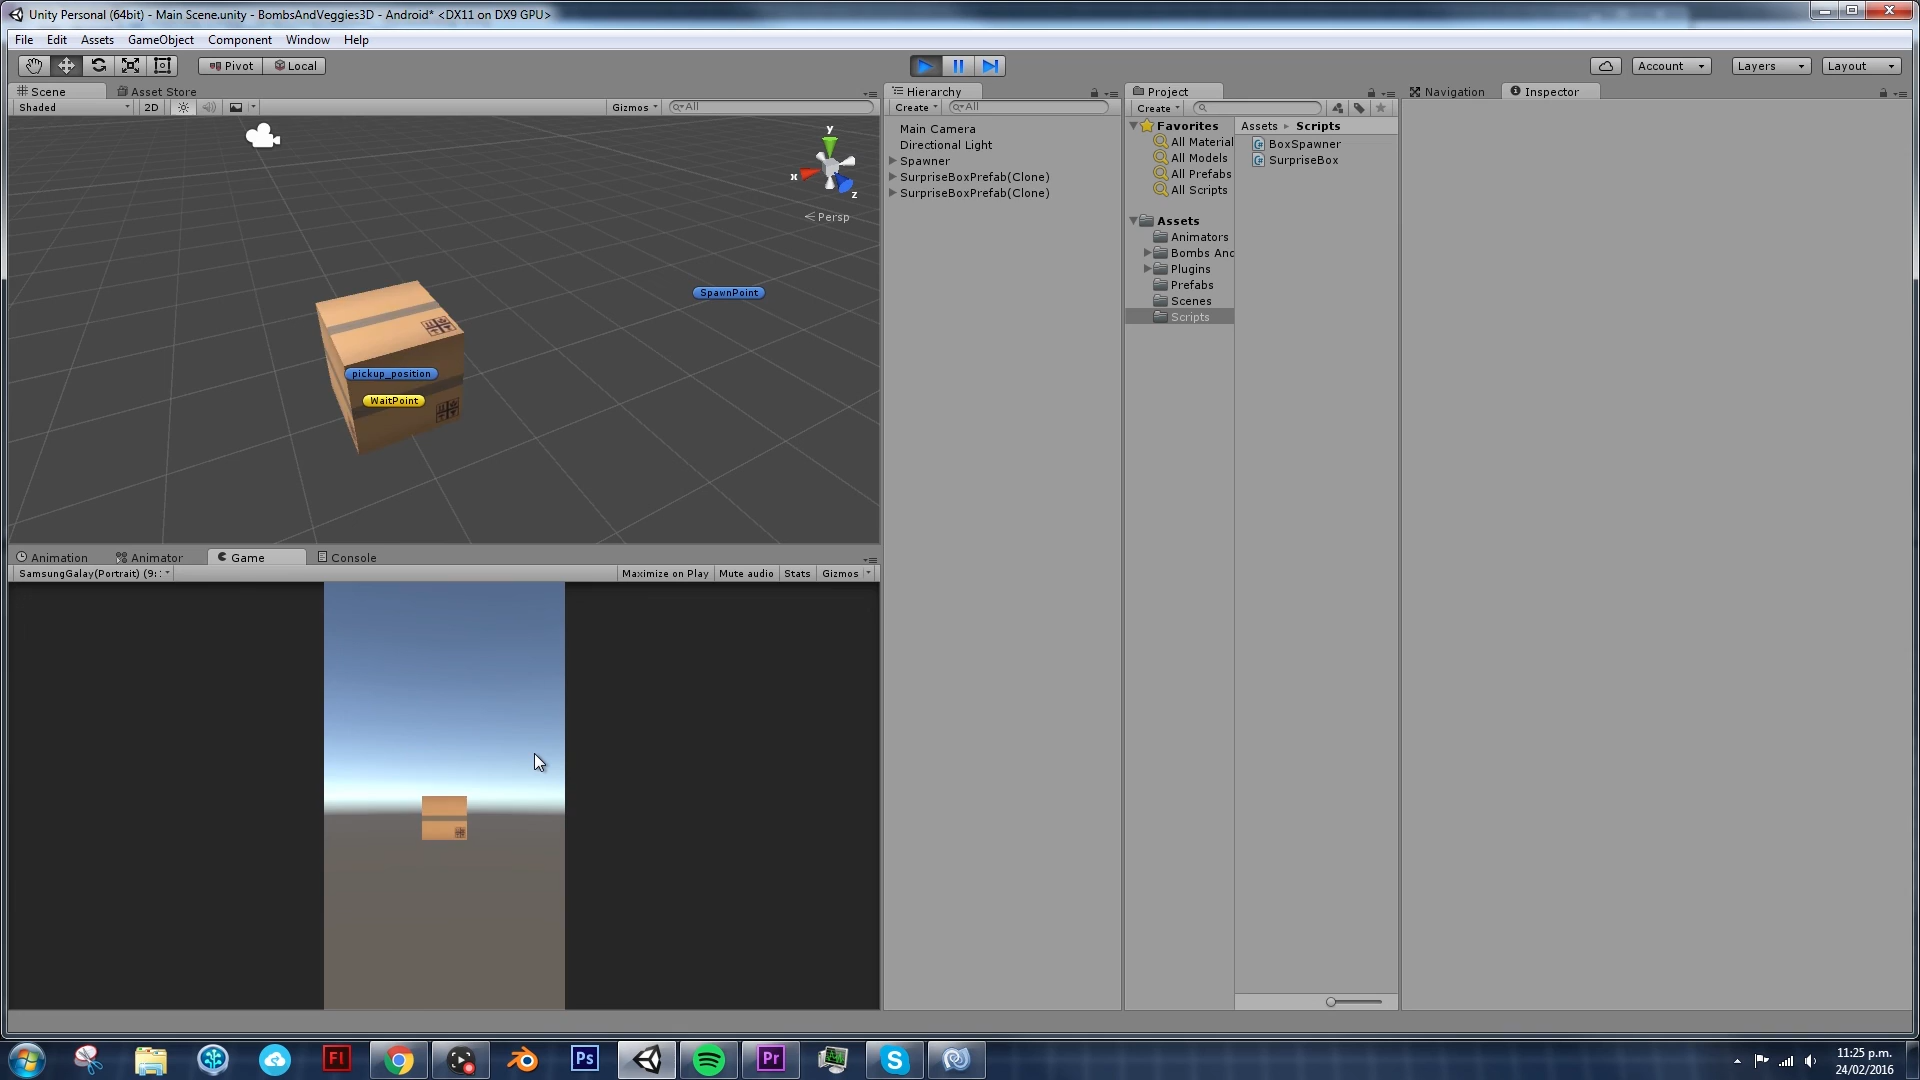 Unity Personal (64bit) - Main Scene.unity - BombsAndVeggies3D - Android* <DX11 on DX9 GPU>
File Edit Assets GameObject Component Window Help
Pivot Local Account Layers Layout
Scene Asset Store
Shaded 2D Gizmos All
y
x
z
Persp
SpawnPoint
pickup_position
WaitPoint
Animation Animator Game Console
SamsungGalay(Portrait) (9: Maximize on Play Mute audio Stats Gizmos
Hierarchy
Create All
Main Camera
Directional Light
Spawner
SurpriseBoxPrefab(Clone)
SurpriseBoxPrefab(Clone)
Project
Create
Favorites
All Material
All Models
All Prefabs
All Scripts
Assets
Animators
Bombs And
Plugins
Prefabs
Scenes
Scripts
Assets Scripts
BoxSpawner
SurpriseBox
Navigation Inspector
Fl Ps Pr
11:25 p.m.
24/02/2016